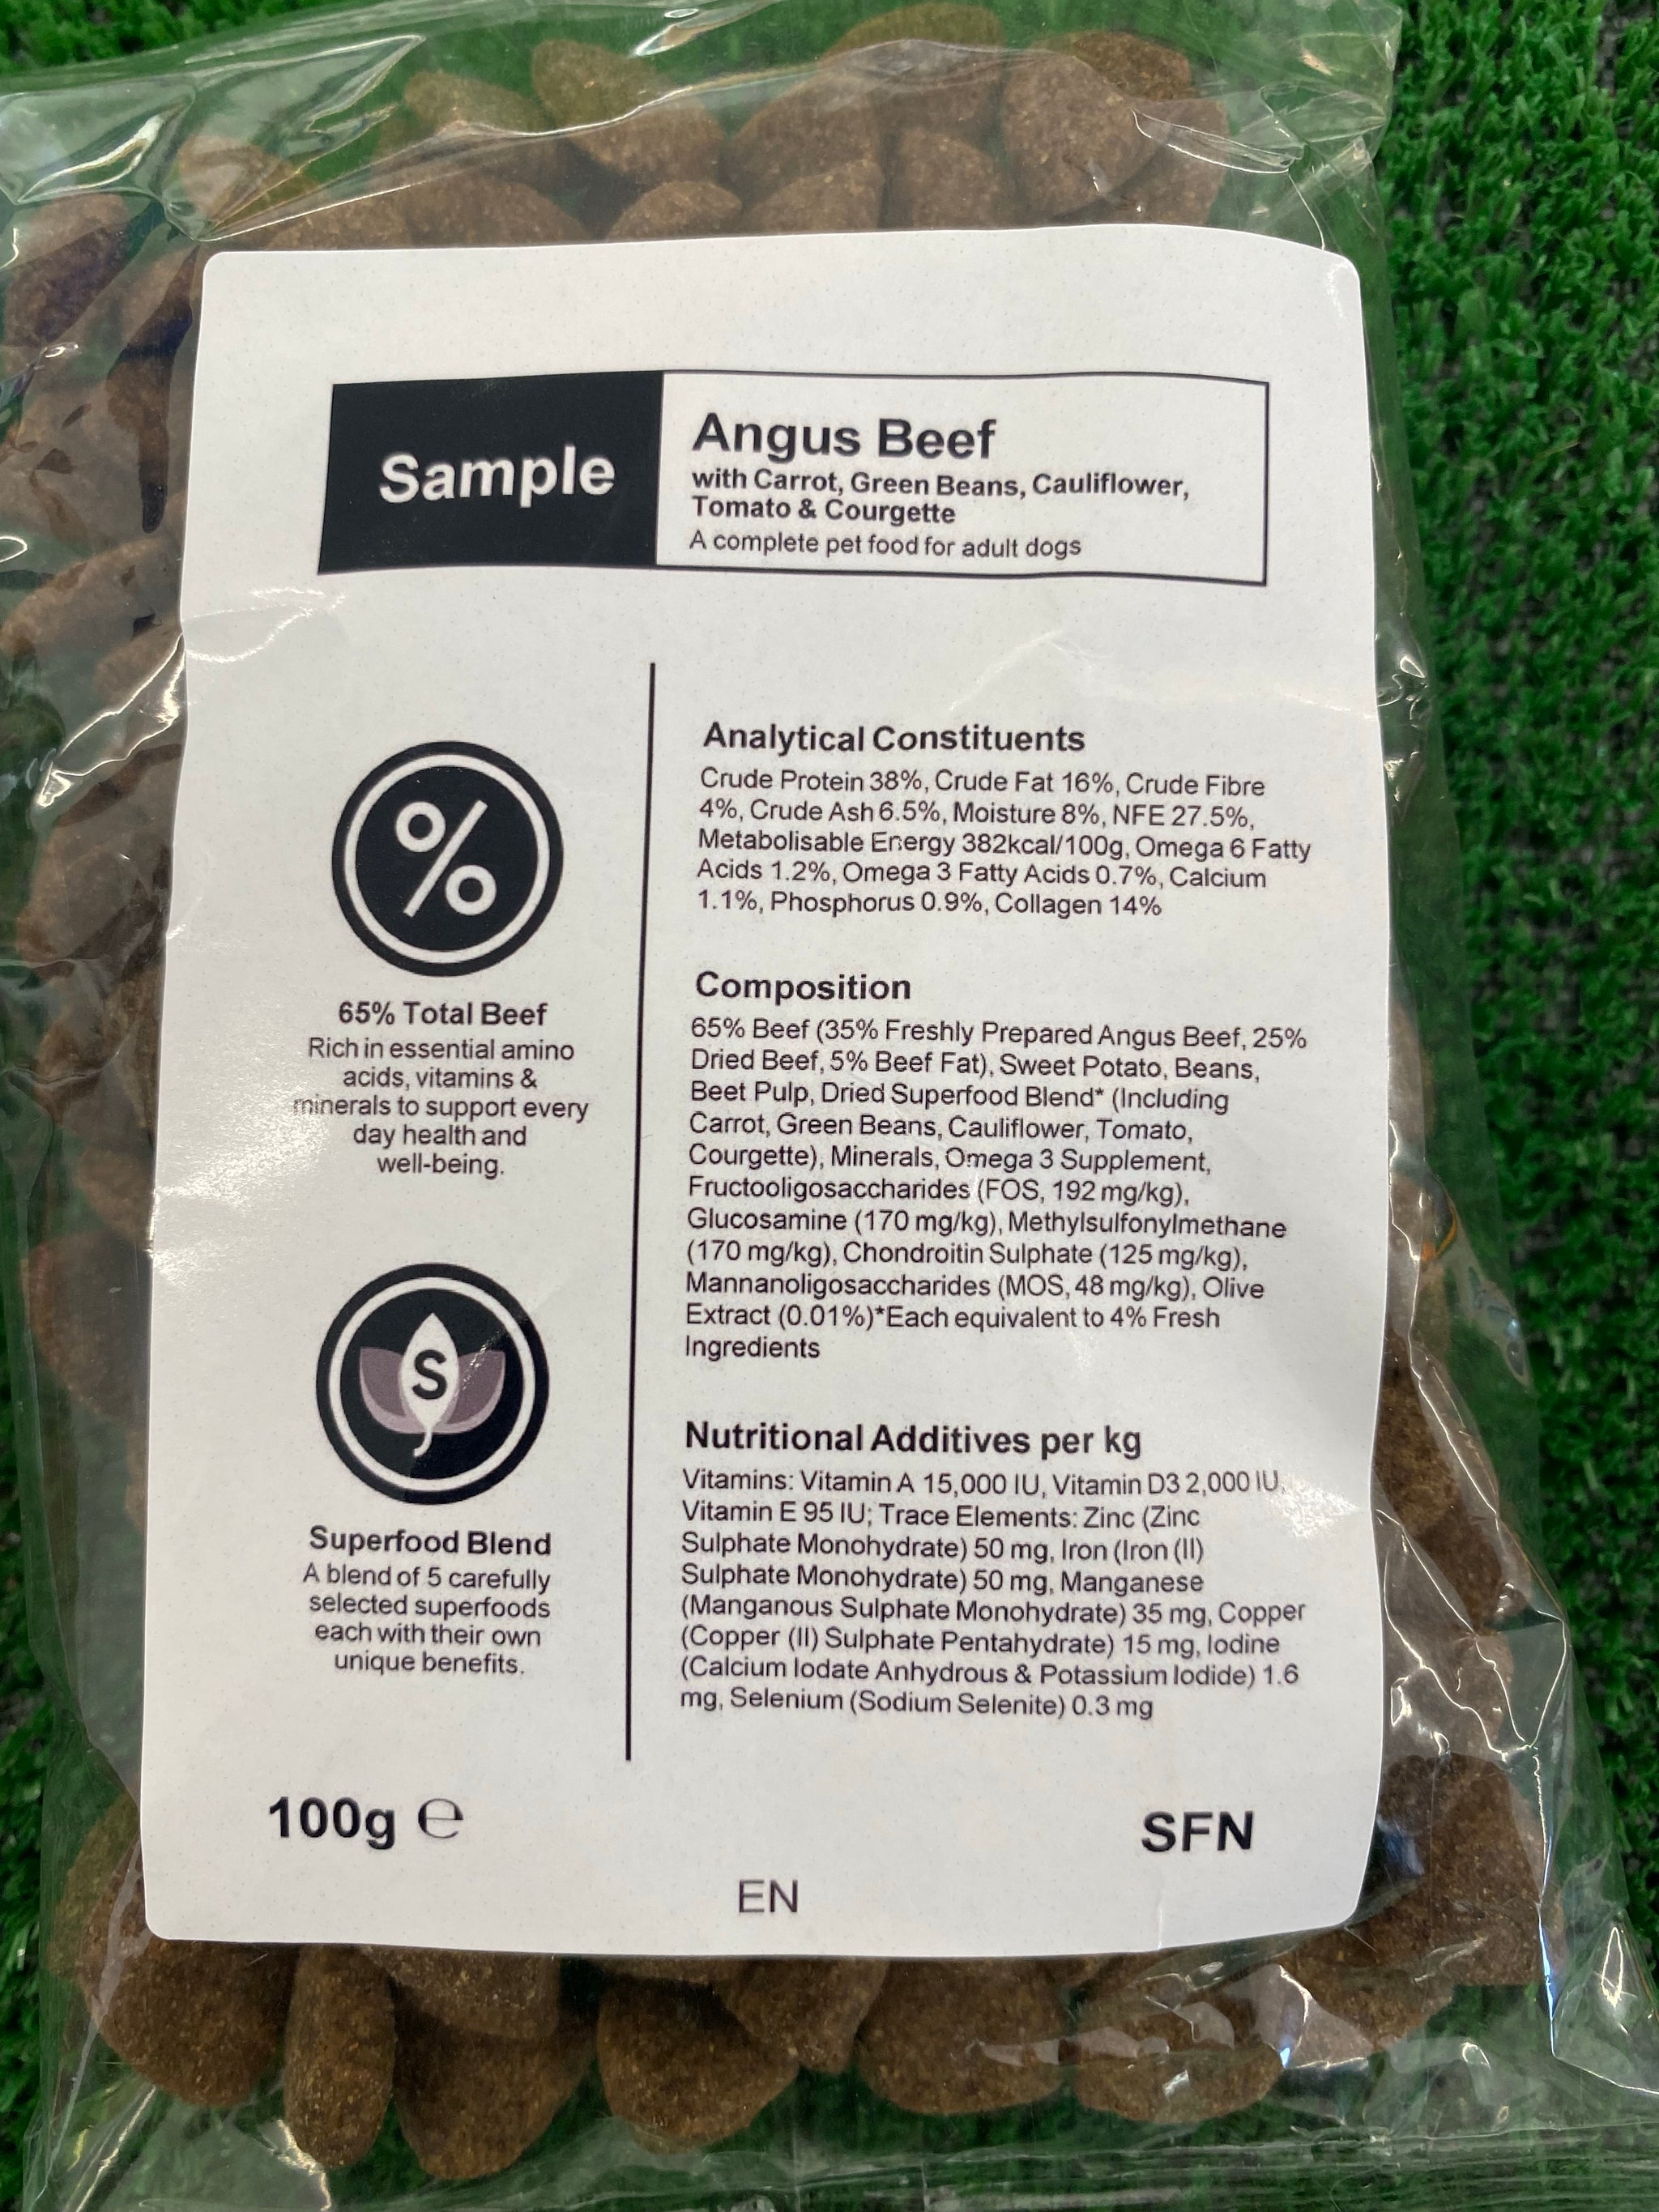 Sample
Angus Beef
with Carrot, Green Beans, Cauliflower,
Tomato & Courgette
A complete pet food for adult dogs
%
65% Total Beef
Rich in essential amino
acids, vitamins &
minerals to support every
day health and
well-being.
S
Superfood Blend
A blend of 5 carefully
selected superfoods
each with their own
unique benefits.
Analytical Constituents
Crude Protein 38%, Crude Fat 16%, Crude Fibre
4%, Crude Ash 6.5%, Moisture 8%, NFE 27.5%,
Metabolisable Energy 382kcal/100g, Omega 6 Fatty
Acids 1.2%, Omega 3 Fatty Acids 0.7%, Calcium
1.1%, Phosphorus 0.9%, Collagen 14%
Composition
65% Beef (35% Freshly Prepared Angus Beef, 25%
Dried Beef, 5% Beef Fat), Sweet Potato, Beans,
Beet Pulp, Dried Superfood Blend* (Including
Carrot, Green Beans, Cauliflower, Tomato,
Courgette), Minerals, Omega 3 Supplement,
Fructooligosaccharides (FOS, 192 mg/kg),
Glucosamine (170 mg/kg), Methylsulfonylmethane
(170 mg/kg), Chondroitin Sulphate (125 mg/kg),
Mannanoligosaccharides (MOS, 48 mg/kg), Olive
Extract (0.01%)*Each equivalent to 4% Fresh
Ingredients
Nutritional Additives per kg
Vitamins: Vitamin A 15,000 IU, Vitamin D3 2,000 IU,
Vitamin E 95 IU; Trace Elements: Zinc (Zinc
Sulphate Monohydrate) 50 mg, Iron (Iron (II)
Sulphate Monohydrate) 50 mg, Manganese
(Manganous Sulphate Monohydrate) 35 mg, Copper
(Copper (II) Sulphate Pentahydrate) 15 mg, Iodine
(Calcium Iodate Anhydrous & Potassium Iodide) 1.6
mg, Selenium (Sodium Selenite) 0.3 mg
100g ℮
SFN
EN